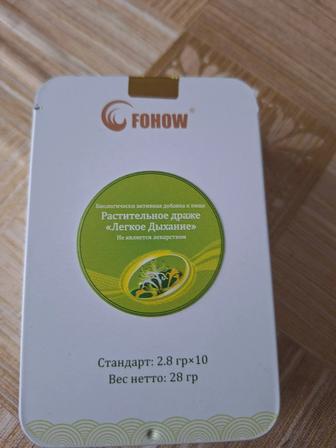 FOHOW®
Биологически активная добавка к пище
Растительное драже
«Легкое Дыхание»
Не является лекарством
Стандарт: 2.8 гр×10
Вес нетто: 28 гр